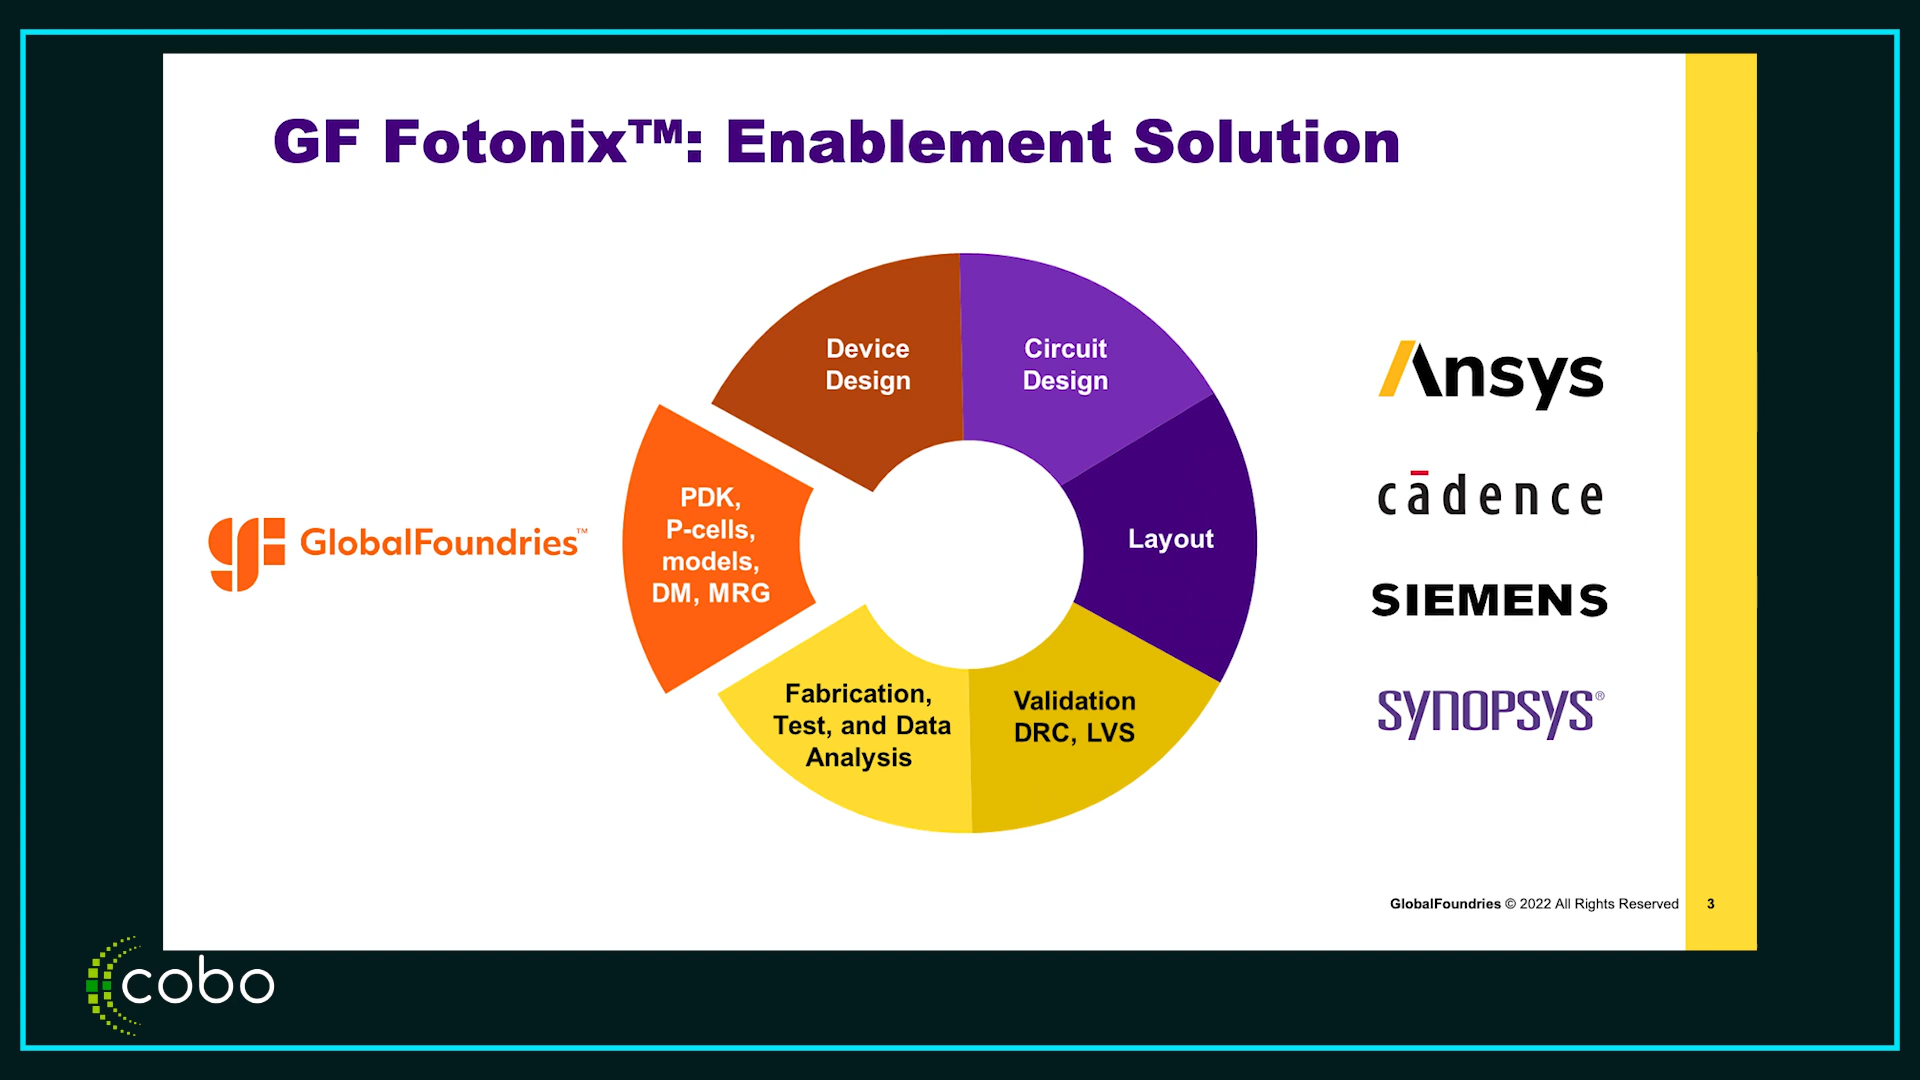 GF Fotonix™: Enablement Solution
Device
Design
Circuit
Design
Ansys
cadence
PDK,
P-cells,
models,
DM, MRG
GlobalFoundries™
Layout
SIEMENS
Fabrication,
Test, and Data
Analysis
Validation
DRC, LVS
SYNOPSYS®
GlobalFoundries © 2022 All Rights Reserved 3
cobo